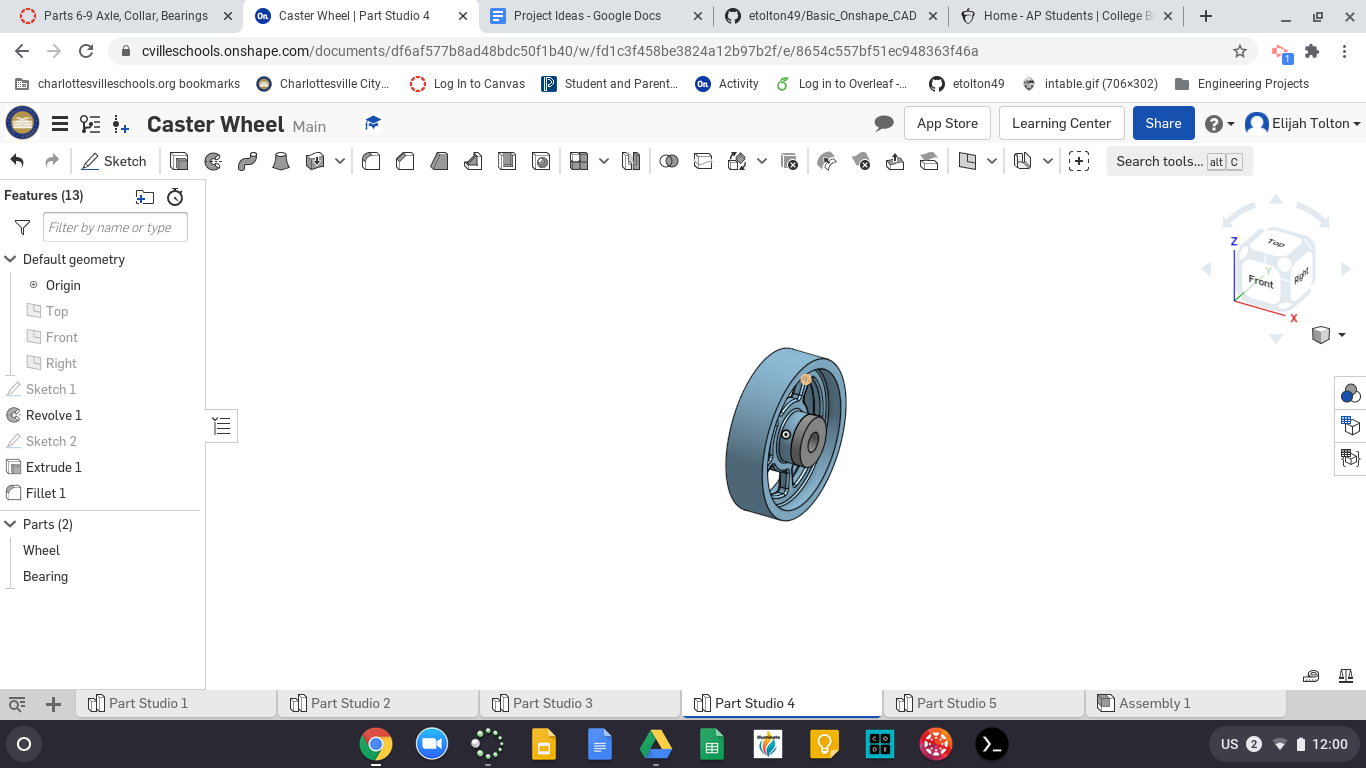 Parts 6-9 Axle, Collar, Bearings
Caster Wheel | Part Studio 4
Project Ideas - Google Docs
etolton49/Basic_Onshape_CAD
Home - AP Students | College B
cvilleschools.onshape.com/documents/df6af577b8ad48bdc50f1b40/w/fd1c3f458be3824a12b97b2f/e/8654c557bf51ec948363f46a
1
charlottesvilleschools.org bookmarks
Charlottesville City...
Log In to Canvas
Student and Parent...
On Activity
Log in to Overleaf -...
etolton49
intable.gif (706×302)
Engineering Projects
Caster Wheel Main
App Store
Learning Center
Share
Elijah Tolton
Sketch
Search tools... alt C
Features (13)
Filter by name or type
Default geometry
Origin
Top
Front
Right
Sketch 1
Revolve 1
Sketch 2
Extrude 1
Fillet 1
Parts (2)
Wheel
Bearing
Z
Top
Y
Front
Right
X
Part Studio 1
Part Studio 2
Part Studio 3
Part Studio 4
Part Studio 5
Assembly 1
US 2 12:00